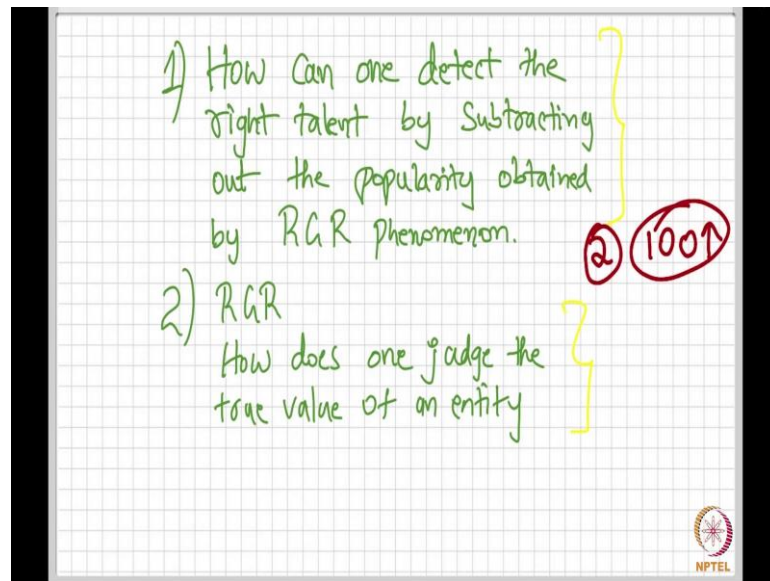 1) How Can one detect the
right talent by Subtracting
out the popularity obtained
by RGR Phenomenon.
② 100↑
2) RGR
How does one judge the
true value of an entity
NPTEL